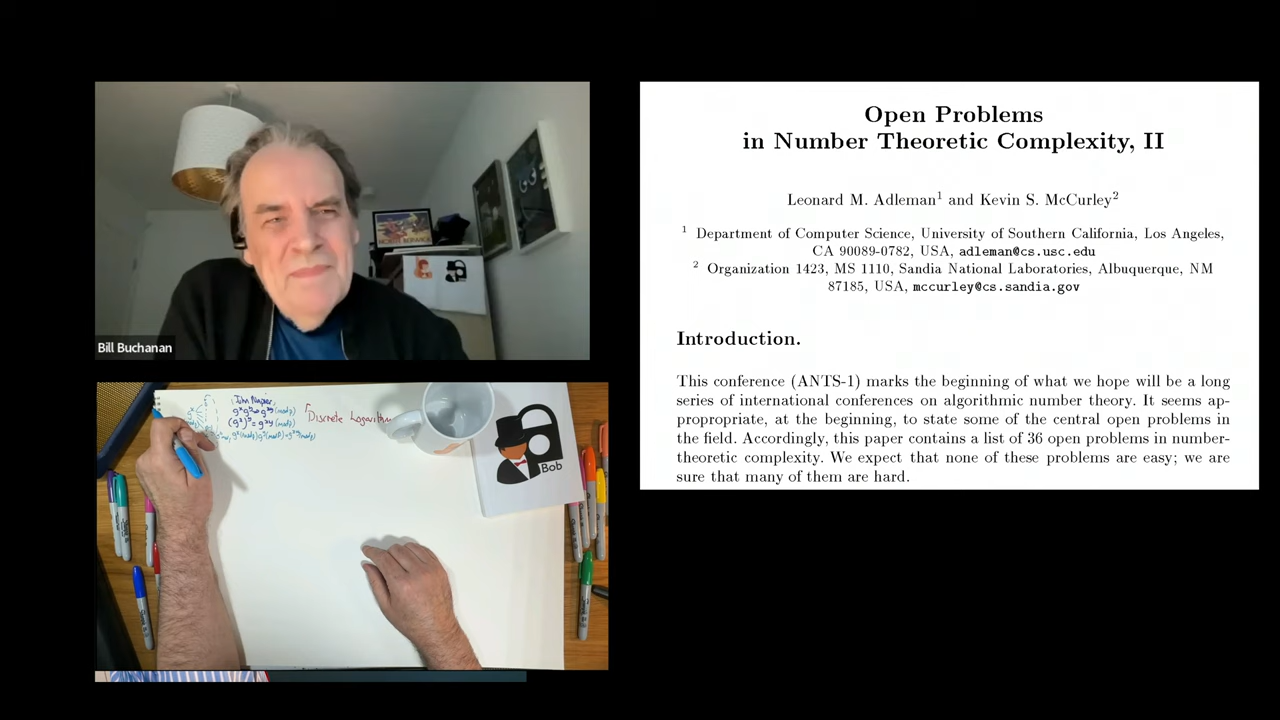 Bill Buchanan
Open Problems
in Number Theoretic Complexity, II
Leonard M. Adleman1 and Kevin S. McCurley2
1 Department of Computer Science, University of Southern California, Los Angeles,
CA 90089-0782, USA, adleman@cs.usc.edu
2 Organization 1423, MS 1110, Sandia National Laboratories, Albuquerque, NM
87185, USA, mccurley@cs.sandia.gov
Introduction.
This conference (ANTS-1) marks the beginning of what we hope will be a long
series of international conferences on algorithmic number theory. It seems ap-
propropriate, at the beginning, to state some of the central open problems in
the field. Accordingly, this paper contains a list of 36 open problems in number-
theoretic complexity. We expect that none of these problems are easy; we are
sure that many of them are hard.
Discrete Logarithm
Bob